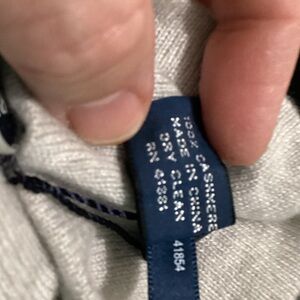 100% CASHMERE
MADE IN CHINA
DRY CLEAN
RN 41381
41854